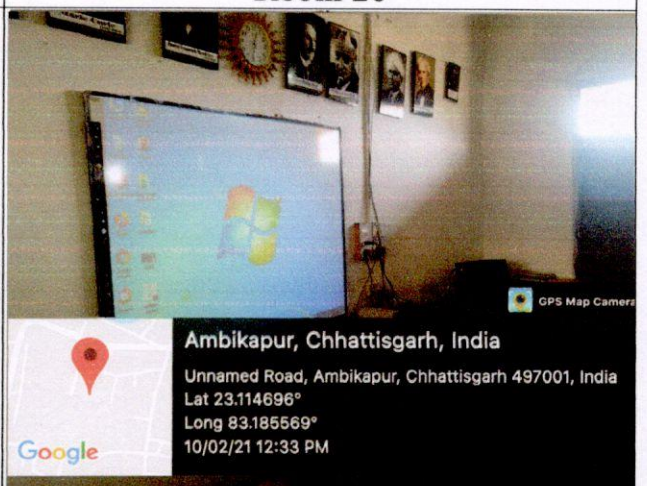 GPS Map Camera
Ambikapur, Chhattisgarh, India
Unnamed Road, Ambikapur, Chhattisgarh 497001, India
Lat 23.114696°
Long 83.185569°
10/02/21 12:33 PM
Google